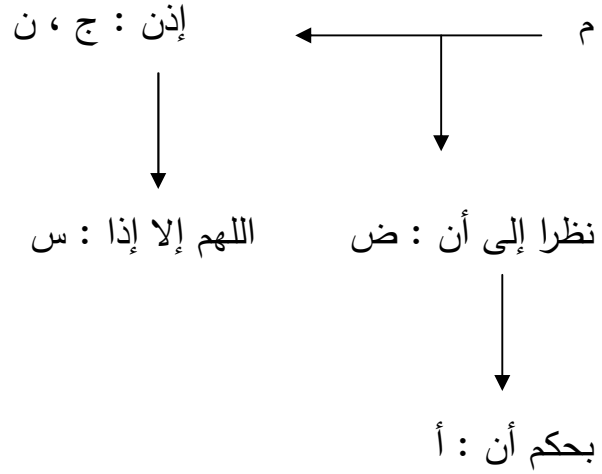 م إذن : ج ، ن
نظرا إلى أن : ض اللهم إلا إذا : س
بحكم أن : أ